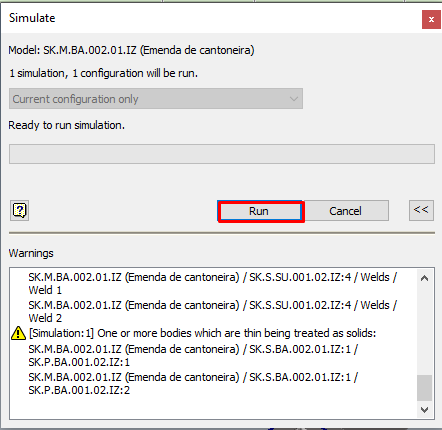 Simulate
x
Model: SK.M.BA.002.01.IZ (Emenda de cantoneira)
1 simulation, 1 configuration will be run.
Current configuration only
Ready to run simulation.
?
Run
Cancel
<<
Warnings
SK.M.BA.002.01.IZ (Emenda de cantoneira) / SK.S.SU.001.02.IZ:4 / Welds /
Weld 1
SK.M.BA.002.01.IZ (Emenda de cantoneira) / SK.S.SU.001.02.IZ:4 / Welds /
Weld 2
[Simulation:1] One or more bodies which are thin being treated as solids:
SK.M.BA.002.01.IZ (Emenda de cantoneira) / SK.S.BA.002.01.IZ:1 /
SK.P.BA.001.02.IZ:1
SK.M.BA.002.01.IZ (Emenda de cantoneira) / SK.S.BA.002.01.IZ:1 /
SK.P.BA.001.02.IZ:2